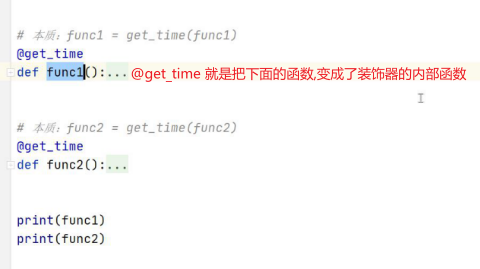 # 本质：func1 = get_time(func1)
@get_time
def func1():... @get_time 就是把下面的函数,变成了装饰器的内部函数
# 本质：func2 = get_time(func2)
@get_time
def func2():...
print(func1)
print(func2)